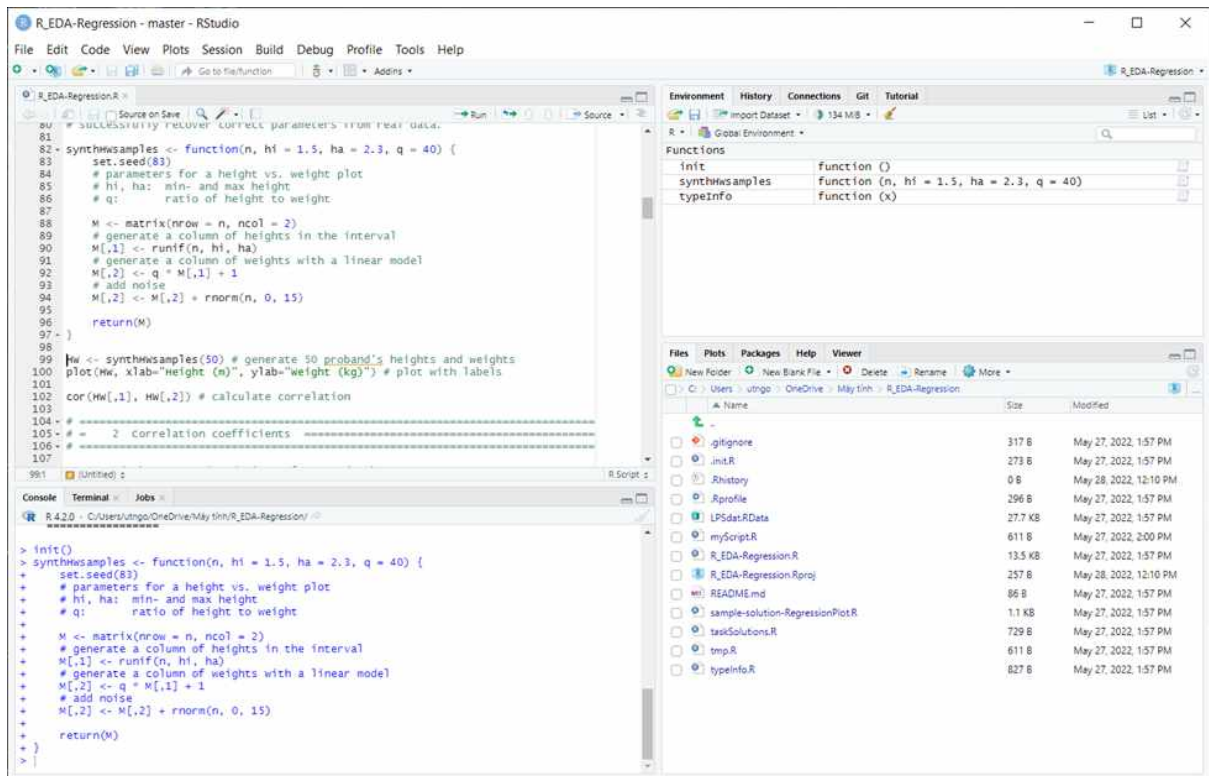 R_EDA-Regression - master - RStudio
File Edit Code View Plots Session Build Debug Profile Tools Help
Go to file/function Addins R_EDA-Regression
R_EDA-Regression.R
Source on Save Run Source
80 # successfully recover correct parameters from real data.
81
82 synthHWsamples <- function(n, hi = 1.5, ha = 2.3, q = 40) {
83 set.seed(83)
84 # parameters for a height vs. weight plot
85 # hi, ha: min- and max height
86 # q: ratio of height to weight
87
88 M <- matrix(nrow = n, ncol = 2)
89 # generate a column of heights in the interval
90 M[,1] <- runif(n, hi, ha)
91 # generate a column of weights with a linear model
92 M[,2] <- q * M[,1] + 1
93 # add noise
94 M[,2] <- M[,2] + rnorm(n, 0, 15)
95
96 return(M)
97 }
98
99 HW <- synthHWsamples(50) # generate 50 proband's heights and weights
100 plot(HW, xlab="Height (m)", ylab="Weight (kg)") # plot with labels
101
102 cor(HW[,1], HW[,2]) # calculate correlation
103
104 # ==============================================================================
105 # = 2 Correlation coefficients ================================================
106 # ==============================================================================
107
99:1 (Untitled) R Script
Console Terminal Jobs
R 4.2.0 · C:/Users/utngo/OneDrive/Máy tính/R_EDA-Regression/
=================
> init()
> synthHWsamples <- function(n, hi = 1.5, ha = 2.3, q = 40) {
+ set.seed(83)
+ # parameters for a height vs. weight plot
+ # hi, ha: min- and max height
+ # q: ratio of height to weight
+
+ M <- matrix(nrow = n, ncol = 2)
+ # generate a column of heights in the interval
+ M[,1] <- runif(n, hi, ha)
+ # generate a column of weights with a linear model
+ M[,2] <- q * M[,1] + 1
+ # add noise
+ M[,2] <- M[,2] + rnorm(n, 0, 15)
+
+ return(M)
+ }
>
Environment History Connections Git Tutorial
Import Dataset 134 MiB List
R Global Environment
Functions
init function ()
synthHWsamples function (n, hi = 1.5, ha = 2.3, q = 40)
typeInfo function (x)
Files Plots Packages Help Viewer
New Folder New Blank File Delete Rename More
C: Users utngo OneDrive Máy tính R_EDA-Regression
Name Size Modified
..
.gitignore 317 B May 27, 2022, 1:57 PM
.init.R 273 B May 27, 2022, 1:57 PM
.Rhistory 0 B May 28, 2022, 12:10 PM
.Rprofile 296 B May 27, 2022, 1:57 PM
LPSdat.RData 27.7 KB May 27, 2022, 1:57 PM
myScript.R 611 B May 27, 2022, 2:00 PM
R_EDA-Regression.R 13.5 KB May 27, 2022, 1:57 PM
R_EDA-Regression.Rproj 257 B May 28, 2022, 12:10 PM
README.md 86 B May 27, 2022, 1:57 PM
sample-solution-RegressionPlot.R 1.1 KB May 27, 2022, 1:57 PM
taskSolutions.R 729 B May 27, 2022, 1:57 PM
tmp.R 611 B May 27, 2022, 1:57 PM
typeInfo.R 827 B May 27, 2022, 1:57 PM